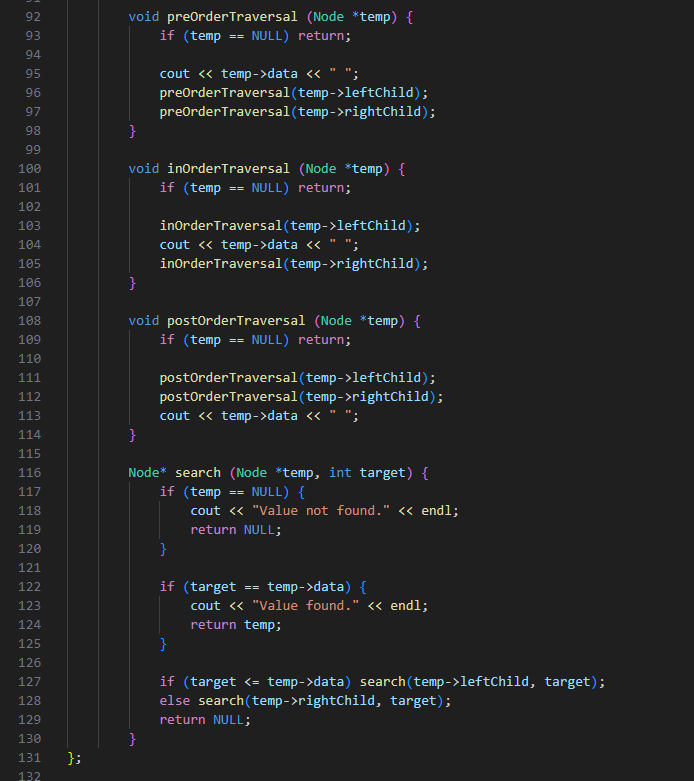 92 void preOrderTraversal (Node *temp) {
93 if (temp == NULL) return;
94
95 cout << temp->data << " ";
96 preOrderTraversal(temp->leftChild);
97 preOrderTraversal(temp->rightChild);
98 }
99
100 void inOrderTraversal (Node *temp) {
101 if (temp == NULL) return;
102
103 inOrderTraversal(temp->leftChild);
104 cout << temp->data << " ";
105 inOrderTraversal(temp->rightChild);
106 }
107
108 void postOrderTraversal (Node *temp) {
109 if (temp == NULL) return;
110
111 postOrderTraversal(temp->leftChild);
112 postOrderTraversal(temp->rightChild);
113 cout << temp->data << " ";
114 }
115
116 Node* search (Node *temp, int target) {
117 if (temp == NULL) {
118 cout << "Value not found." << endl;
119 return NULL;
120 }
121
122 if (target == temp->data) {
123 cout << "Value found." << endl;
124 return temp;
125 }
126
127 if (target <= temp->data) search(temp->leftChild, target);
128 else search(temp->rightChild, target);
129 return NULL;
130 }
131 };
132